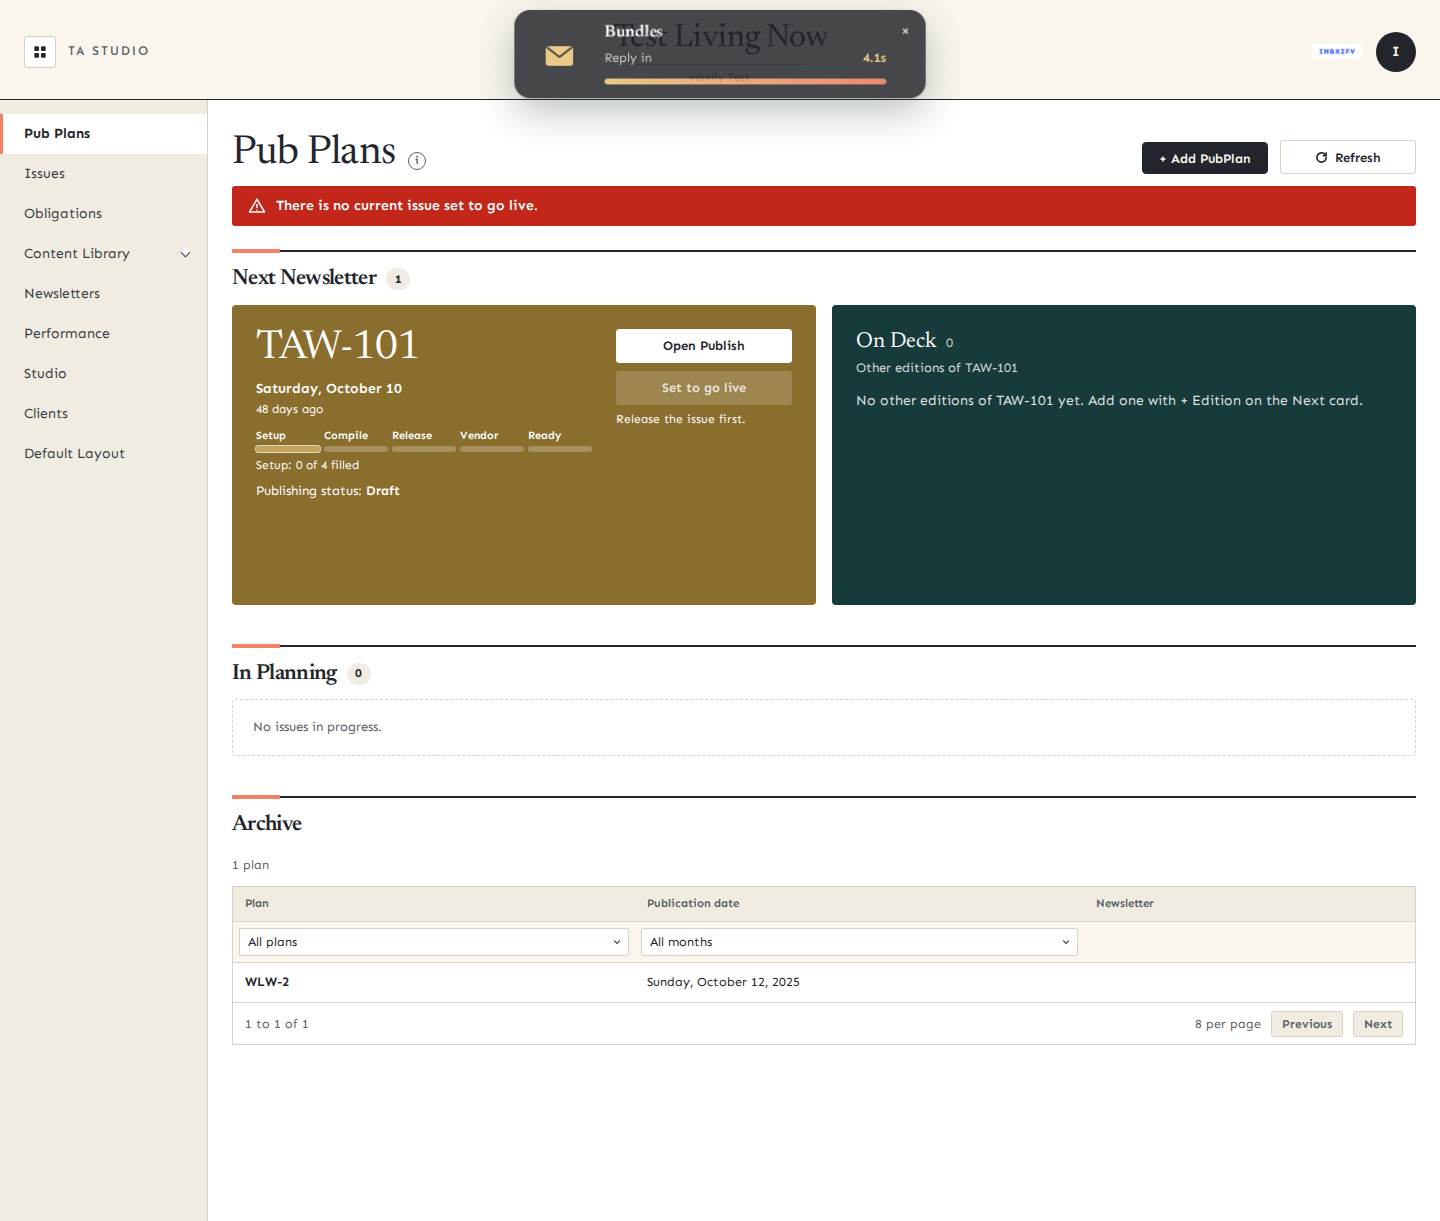 TA STUDIO
Test Living Now
Inbxify Test
Bundles
×
Reply in
4.1s
INBXIFY
I
Pub Plans
Issues
Obligations
Content Library
Newsletters
Performance
Studio
Clients
Default Layout
Pub Plans
i
+ Add PubPlan
Refresh
There is no current issue set to go live.
Next Newsletter 1
TAW-101
Saturday, October 10
48 days ago
Setup Compile Release Vendor Ready
Setup: 0 of 4 filled
Publishing status: Draft
Open Publish
Set to go live
Release the issue first.
On Deck 0
Other editions of TAW-101
No other editions of TAW-101 yet. Add one with + Edition on the Next card.
In Planning 0
No issues in progress.
Archive
1 plan
Plan Publication date Newsletter
All plans All months
WLW-2 Sunday, October 12, 2025
1 to 1 of 1 8 per page Previous Next